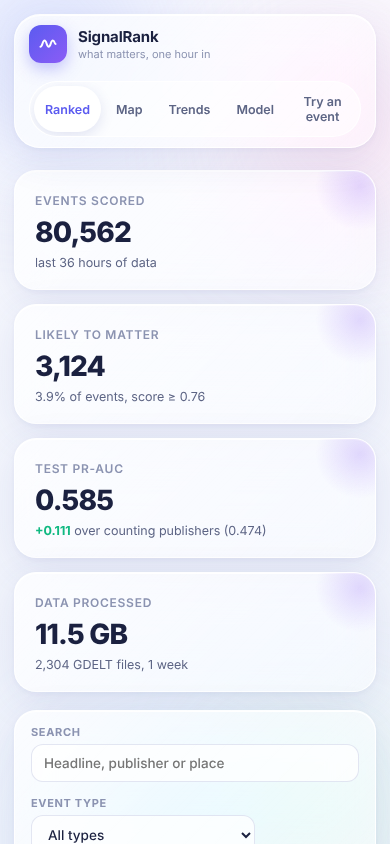 SignalRank
what matters, one hour in
Ranked
Map
Trends
Model
Try an
event
EVENTS SCORED
80,562
last 36 hours of data
LIKELY TO MATTER
3,124
3.9% of events, score ≥ 0.76
TEST PR-AUC
0.585
+0.111 over counting publishers (0.474)
DATA PROCESSED
11.5 GB
2,304 GDELT files, 1 week
SEARCH
Headline, publisher or place
EVENT TYPE
All types